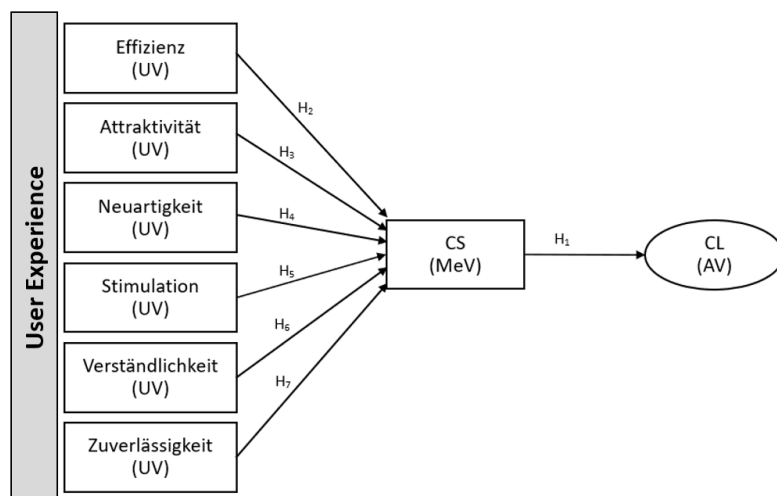 User Experience
Effizienz
(UV)
Attraktivität
(UV)
Neuartigkeit
(UV)
Stimulation
(UV)
Verständlichkeit
(UV)
Zuverlässigkeit
(UV)
H₂
H₃
H₄
H₅
H₆
H₇
CS
(MeV)
H₁
CL
(AV)